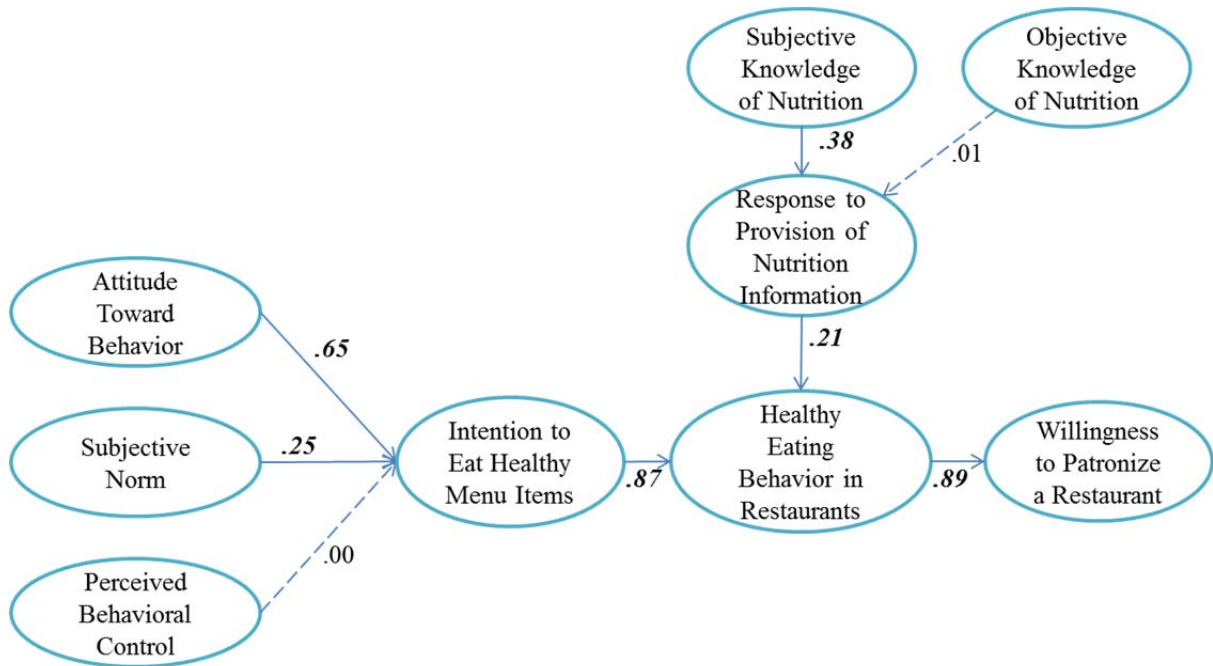 Subjective
Knowledge
of Nutrition
Objective
Knowledge
of Nutrition
.38
.01
Response to
Provision of
Nutrition
Information
Attitude
Toward
Behavior
.65
.21
Subjective
Norm
.25
Intention to
Eat Healthy
Menu Items
.87
Healthy
Eating
Behavior in
Restaurants
.89
Willingness
to Patronize
a Restaurant
.00
Perceived
Behavioral
Control